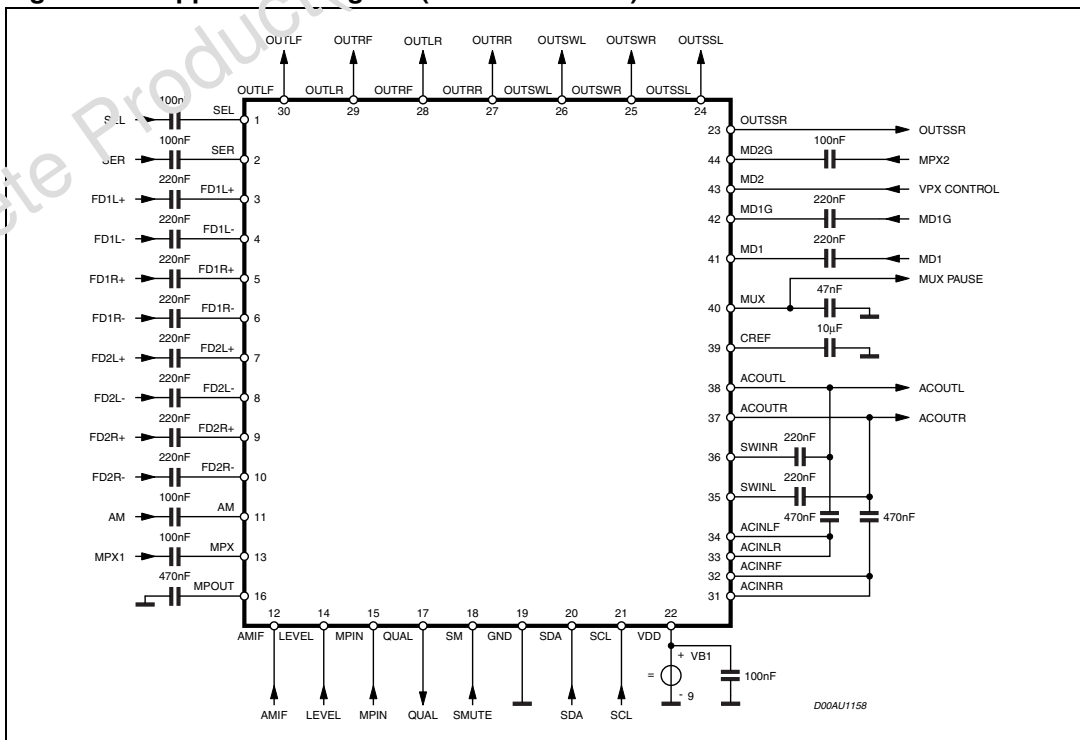 ete Product(
OUTLF OUTRF OUTLR OUTRR OUTSWL OUTSWR OUTSSL
OUTLF OUTLR OUTRF OUTRR OUTSWL OUTSWR OUTSSL
30 29 28 27 26 25 24
SEL 100nF SEL 1
SER 100nF SER 2
FD1L+ 220nF FD1L+ 3
FD1L- 220nF FD1L- 4
FD1R+ 220nF FD1R+ 5
FD1R- 220nF FD1R- 6
FD2L+ 220nF FD2L+ 7
FD2L- 220nF FD2L- 8
FD2R+ 220nF FD2R+ 9
FD2R- 220nF FD2R- 10
AM 100nF AM 11
MPX1 100nF MPX 13
470nF MPOUT 16
23 OUTSSR OUTSSR
44 MD2G 100nF MPX2
43 MD2 VPX CONTROL
42 MD1G 220nF MD1G
41 MD1 220nF MD1
MUX PAUSE
40 MUX 47nF
39 CREF 10µF
38 ACOUTL ACOUTL
37 ACOUTR ACOUTR
36 SWINR 220nF
35 SWINL 220nF
470nF 470nF
34 ACINLF
33 ACINLR
32 ACINRF
31 ACINRR
12 14 15 17 18 19 20 21 22
AMIF LEVEL MPIN QUAL SM GND SDA SCL VDD
+ VB1
=
- 9
100nF
AMIF LEVEL MPIN QUAL SMUTE SDA SCL
D00AU1158